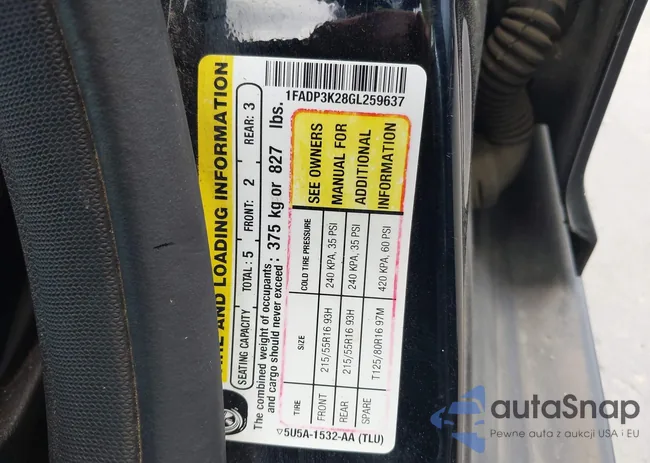 TIRE AND LOADING INFORMATION
SEATING CAPACITY TOTAL: 5 FRONT: 2 REAR: 3
The combined weight of occupants
and cargo should never exceed : 375 kg or 827 lbs.
TIRE SIZE COLD TIRE PRESSURE
FRONT 215/55R16 93H 240 KPA, 35 PSI
REAR 215/55R16 93H 240 KPA, 35 PSI
SPARE T125/80R16 97M 420 KPA, 60 PSI
SEE OWNERS
MANUAL FOR
ADDITIONAL
INFORMATION
5U5A-1532-AA (TLU)
1FADP3K28GL259637
autaSnap
Pewne auta z aukcji USA i EU